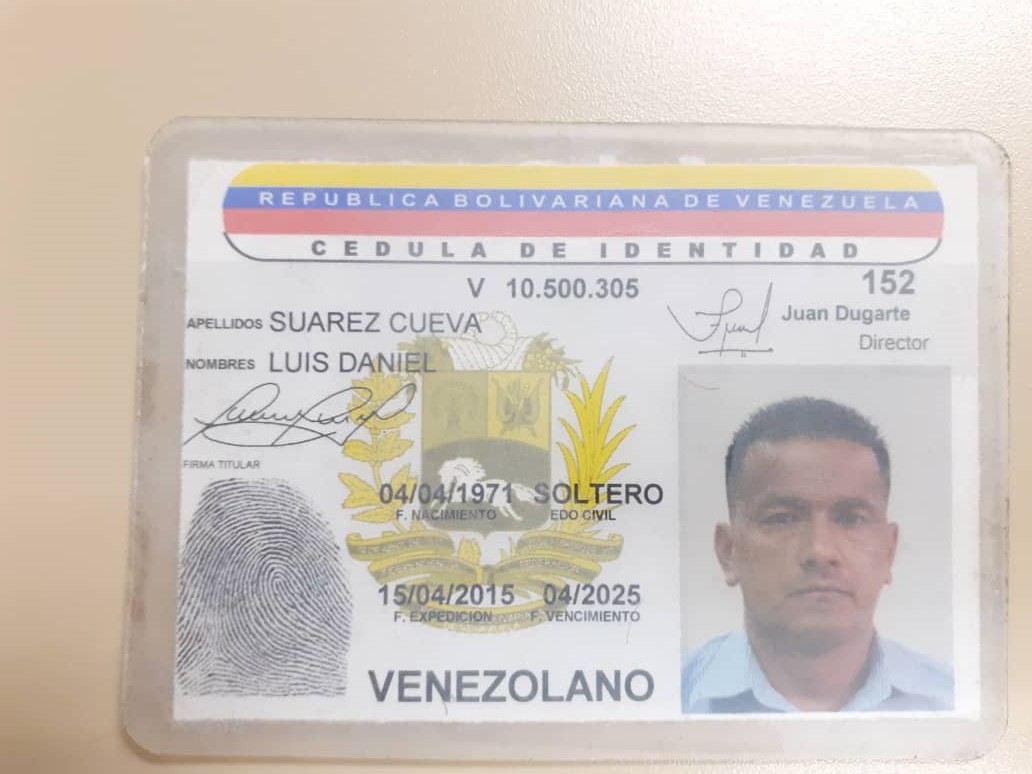 REPUBLICA BOLIVARIANA DE VENEZUELA
CEDULA DE IDENTIDAD
V 10.500.305
152
Juan Dugarte
Director
APELLIDOS SUAREZ CUEVA
NOMBRES LUIS DANIEL
FIRMA TITULAR
04/04/1971 SOLTERO
F. NACIMIENTO EDO CIVIL
15/04/2015 04/2025
F. EXPEDICION F. VENCIMIENTO
VENEZOLANO